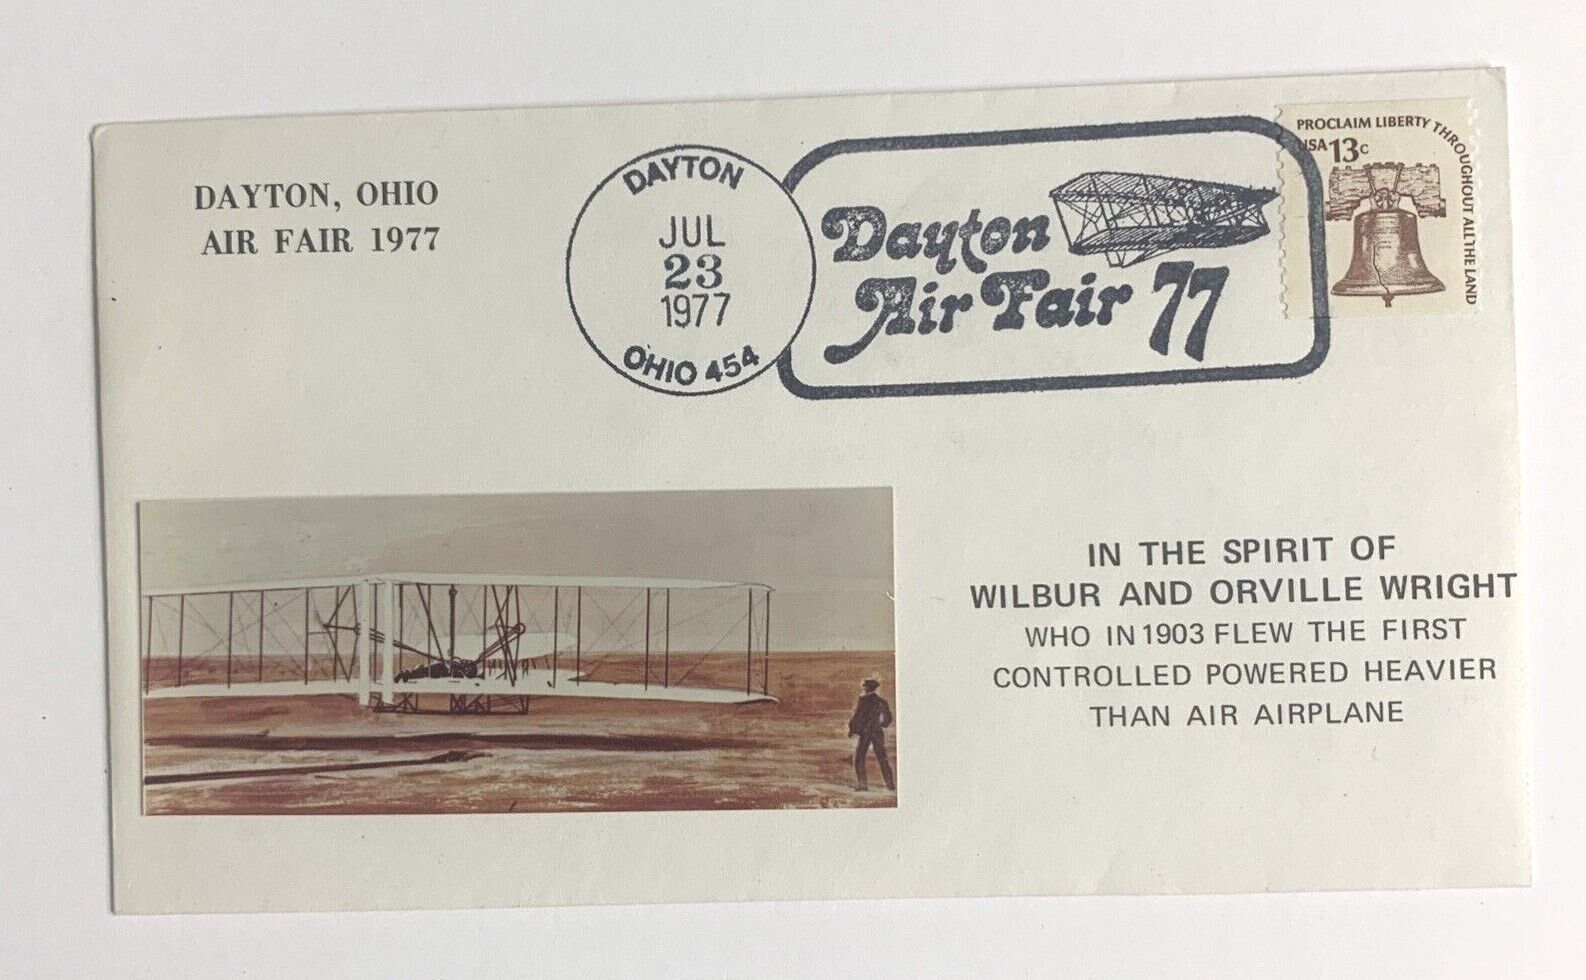 DAYTON, OHIO
AIR FAIR 1977
DAYTON
JUL
23
1977
OHIO 454
Dayton
Air Fair 77
PROCLAIM LIBERTY THROUGHOUT ALL THE LAND
USA 13c
IN THE SPIRIT OF
WILBUR AND ORVILLE WRIGHT
WHO IN 1903 FLEW THE FIRST
CONTROLLED POWERED HEAVIER
THAN AIR AIRPLANE